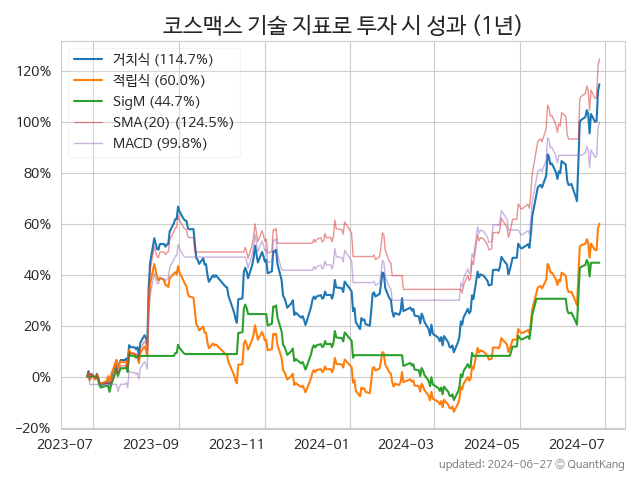 코스맥스 기술 지표로 투자 시 성과 (1년)
거치식 (114.7%)
적립식 (60.0%)
SigM (44.7%)
SMA(20) (124.5%)
MACD (99.8%)
120%
100%
80%
60%
40%
20%
0%
−20%
2023-07 2023-09 2023-11 2024-01 2024-03 2024-05 2024-07
updated: 2024-06-27 © QuantKang